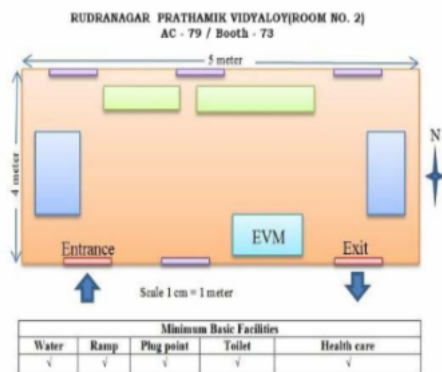 RUDRANAGAR PRATHAMIK VIDYALOY(ROOM NO. 2)
AC - 79 / Booth - 73
5 meter
4 meter
N
EVM
Entrance
Exit
Scale 1 cm = 1 meter
Minimum Basic Facilities
Water Ramp Plug point Toilet Health care
√ √ √ √ √